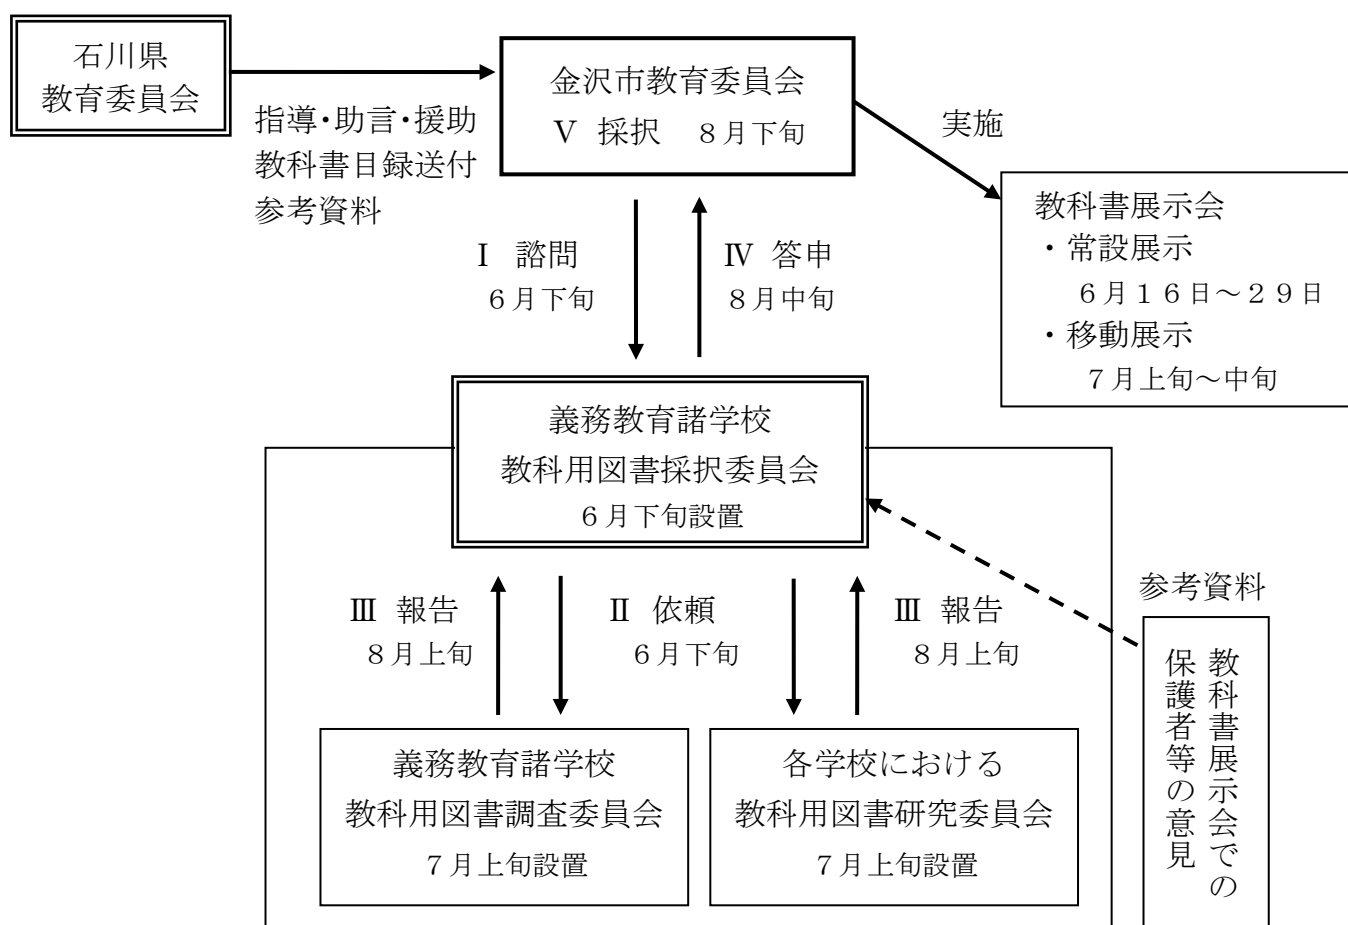 石川県
教育委員会
指導・助言・援助
教科書目録送付
参考資料
金沢市教育委員会
Ⅴ 採択 ８月下旬
実施
教科書展示会
・常設展示
６月１６日～２９日
・移動展示
７月上旬～中旬
Ⅰ 諮問
６月下旬
Ⅳ 答申
８月中旬
義務教育諸学校
教科用図書採択委員会
６月下旬設置
Ⅲ 報告
８月上旬
Ⅱ 依頼
６月下旬
Ⅲ 報告
８月上旬
参考資料
教科書展示会での
保護者等の意見
義務教育諸学校
教科用図書調査委員会
７月上旬設置
各学校における
教科用図書研究委員会
７月上旬設置